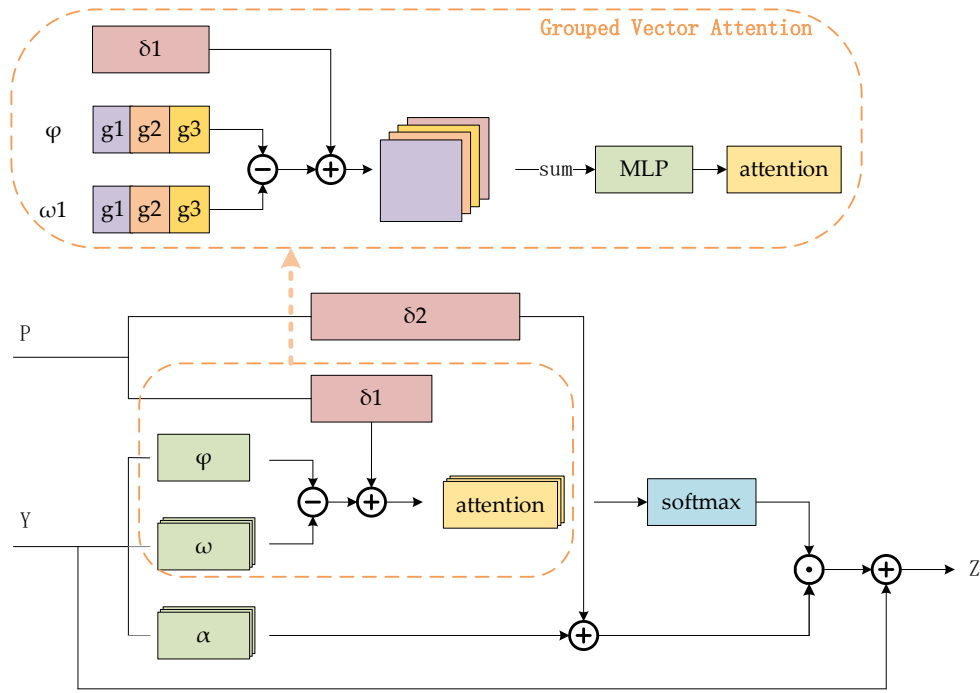 Grouped Vector Attention
δ1
φ g1 g2 g3
ω1 g1 g2 g3
sum MLP attention
P
δ2
δ1
Y
φ
attention
softmax
ω
Z
α